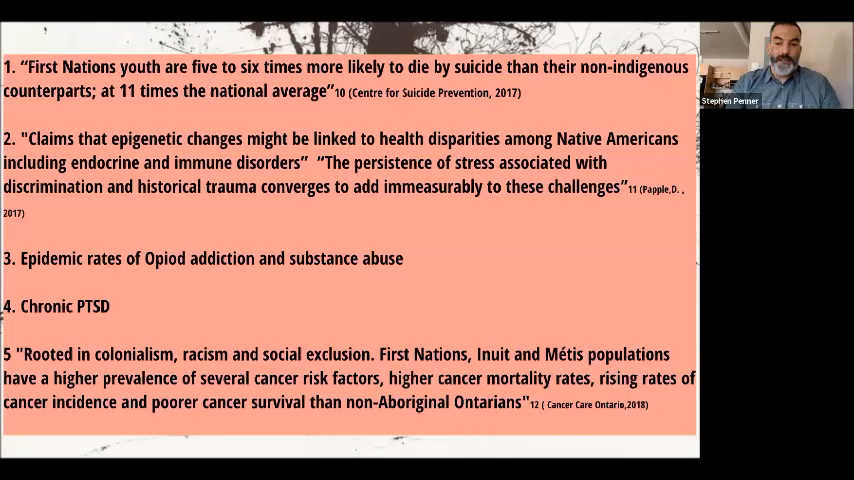 1. “First Nations youth are five to six times more likely to die by suicide than their non-indigenous
counterparts; at 11 times the national average”10 (Centre for Suicide Prevention, 2017)
2. "Claims that epigenetic changes might be linked to health disparities among Native Americans
including endocrine and immune disorders” “The persistence of stress associated with
discrimination and historical trauma converges to add immeasurably to these challenges”11 (Papple,D. ,
2017)
3. Epidemic rates of Opiod addiction and substance abuse
4. Chronic PTSD
5 "Rooted in colonialism, racism and social exclusion. First Nations, Inuit and Métis populations
have a higher prevalence of several cancer risk factors, higher cancer mortality rates, rising rates of
cancer incidence and poorer cancer survival than non-Aboriginal Ontarians"12 ( Cancer Care Ontario,2018)
Stephen Penner